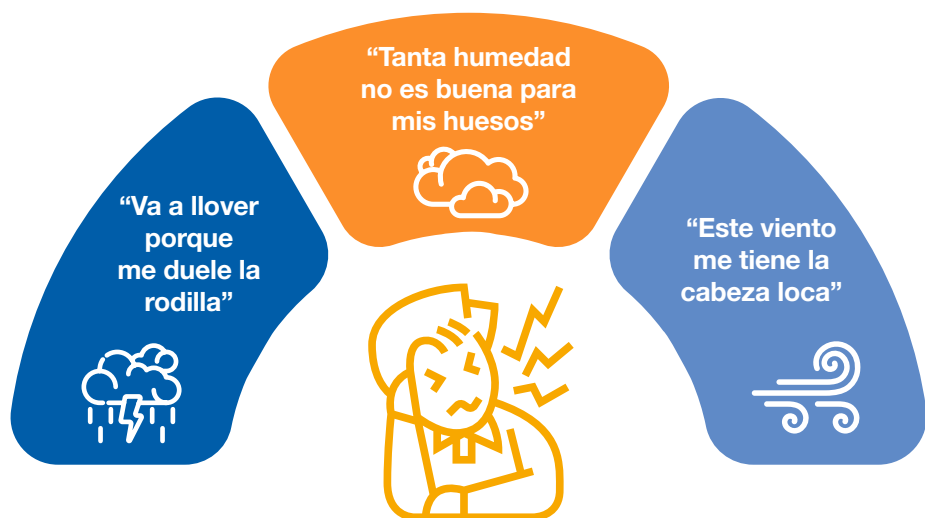 “Va a llover
porque
me duele la
rodilla”
“Tanta humedad
no es buena para
mis huesos”
“Este viento
me tiene la
cabeza loca”